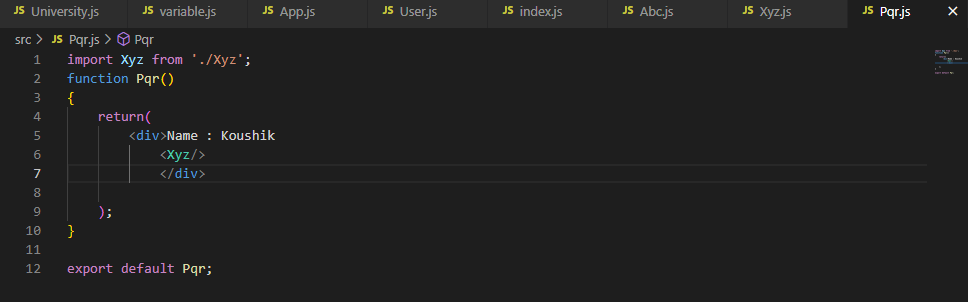 JS University.js JS variable.js JS App.js JS User.js JS index.js JS Abc.js JS Xyz.js JS Pqr.js ×
src > JS Pqr.js > Pqr
1 import Xyz from './Xyz';
2 function Pqr()
3 {
4 return(
5 <div>Name : Koushik
6 <Xyz/>
7 </div>
8
9 );
10 }
11
12 export default Pqr;